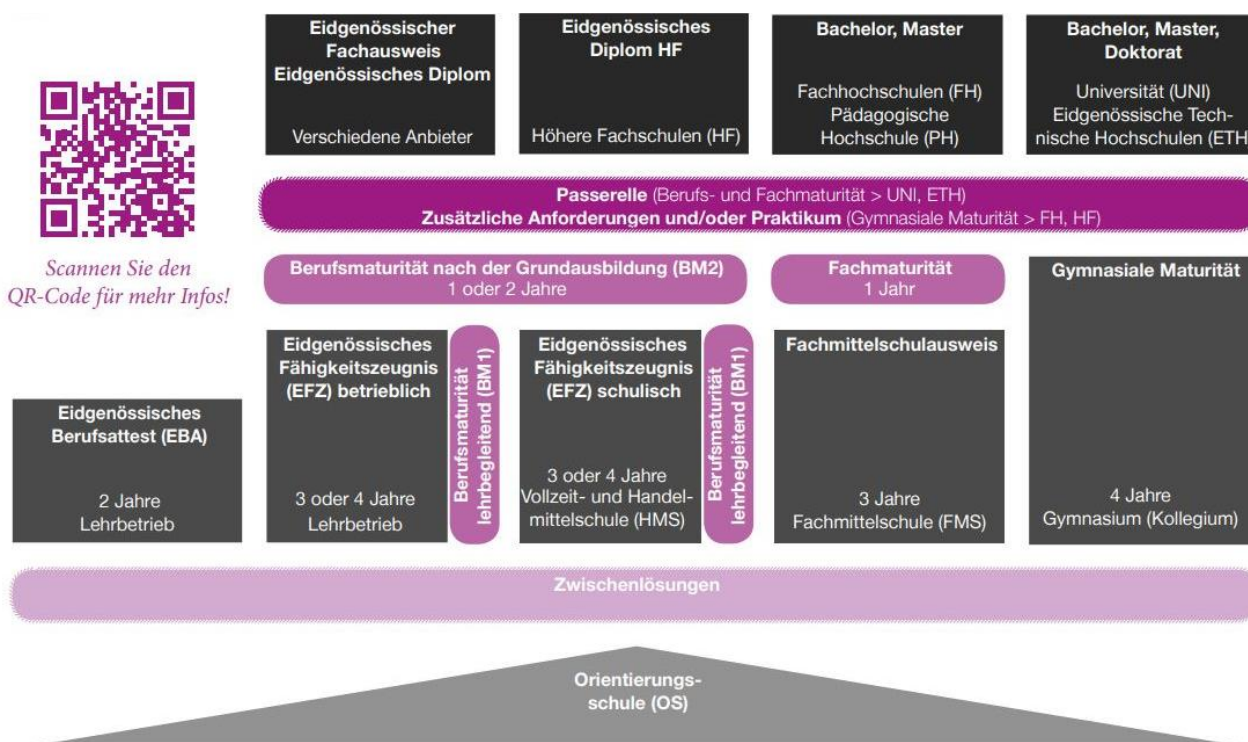 Eidgenössischer
Fachausweis
Eidgenössisches Diplom
Verschiedene Anbieter
Eidgenössisches
Diplom HF
Höhere Fachschulen (HF)
Bachelor, Master
Fachhochschulen (FH)
Pädagogische
Hochschule (PH)
Bachelor, Master,
Doktorat
Universität (UNI)
Eidgenössische Tech-
nische Hochschulen (ETH
Scannen Sie den
QR-Code für mehr Infos!
Passerelle (Berufs- und Fachmaturität > UNI, ETH)
Zusätzliche Anforderungen und/oder Praktikum (Gymnasiale Maturität > FH, HF)
Berufsmaturität nach der Grundausbildung (BM2)
1 oder 2 Jahre
Fachmaturität
1 Jahr
Gymnasiale Maturität
4 Jahre
Gymnasium (Kollegium)
Eidgenössisches
Berufsattest (EBA)
2 Jahre
Lehrbetrieb
Eidgenössisches
Fähigkeitszeugnis
(EFZ) betrieblich
3 oder 4 Jahre
Lehrbetrieb
Berufsmaturität
lehrbegleitend (BM1)
Eidgenössisches
Fähigkeitszeugnis
(EFZ) schulisch
3 oder 4 Jahre
Vollzeit- und Handel-
mittelschule (HMS)
Berufsmaturität
lehrbegleitend (BM1)
Fachmittelschulausweis
3 Jahre
Fachmittelschule (FMS)
Zwischenlösungen
Orientierungs-
schule (OS)